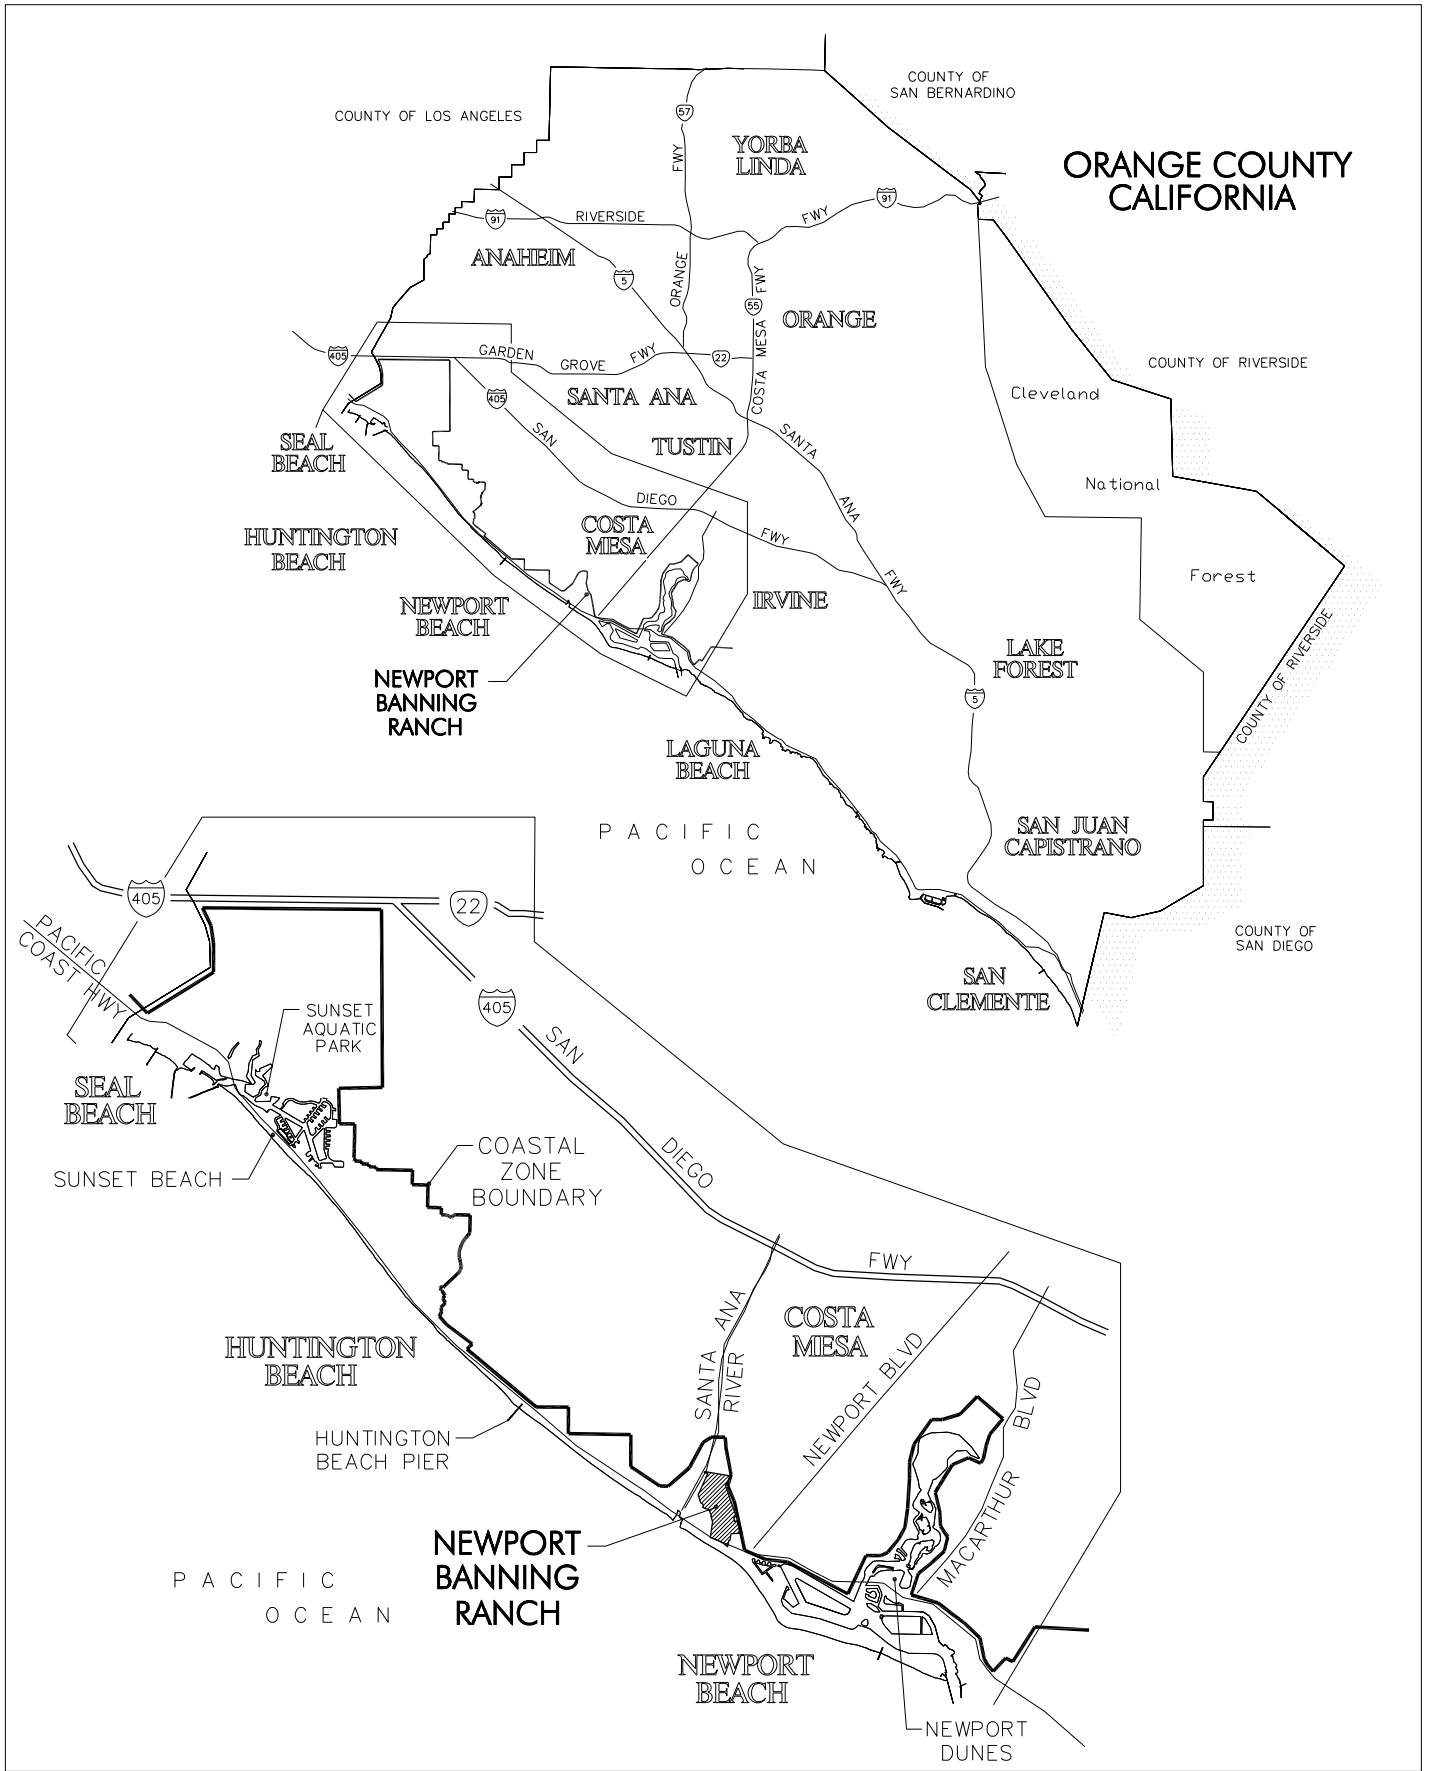 COUNTY OF
SAN BERNARDINO
COUNTY OF LOS ANGELES
57
FWY
YORBA
LINDA
ORANGE COUNTY
CALIFORNIA
91
RIVERSIDE
FWY
91
ANAHEIM
5
ORANGE
FWY
55
COSTA MESA
ORANGE
405
GARDEN
GROVE
FWY
22
COUNTY OF RIVERSIDE
405
SANTA ANA
Cleveland
SEAL
BEACH
SAN
TUSTIN
SANTA
National
DIEGO
ANA
HUNTINGTON
BEACH
COSTA
MESA
FWY
FWY
Forest
NEWPORT
BEACH
IRVINE
LAKE
FOREST
COUNTY OF RIVERSIDE
NEWPORT
BANNING
RANCH
5
LAGUNA
BEACH
PACIFIC
OCEAN
SAN JUAN
CAPISTRANO
COUNTY OF
SAN DIEGO
SAN
CLEMENTE
405
22
PACIFIC
COAST HWY
405
SUNSET
AQUATIC
PARK
SAN
SEAL
BEACH
SUNSET BEACH
COASTAL
ZONE
BOUNDARY
DIEGO
FWY
SANTA ANA
RIVER
COSTA
MESA
NEWPORT BLVD
HUNTINGTON
BEACH
BLVD
MACARTHUR
HUNTINGTON
BEACH PIER
NEWPORT
BANNING
RANCH
PACIFIC
OCEAN
NEWPORT
BEACH
NEWPORT
DUNES